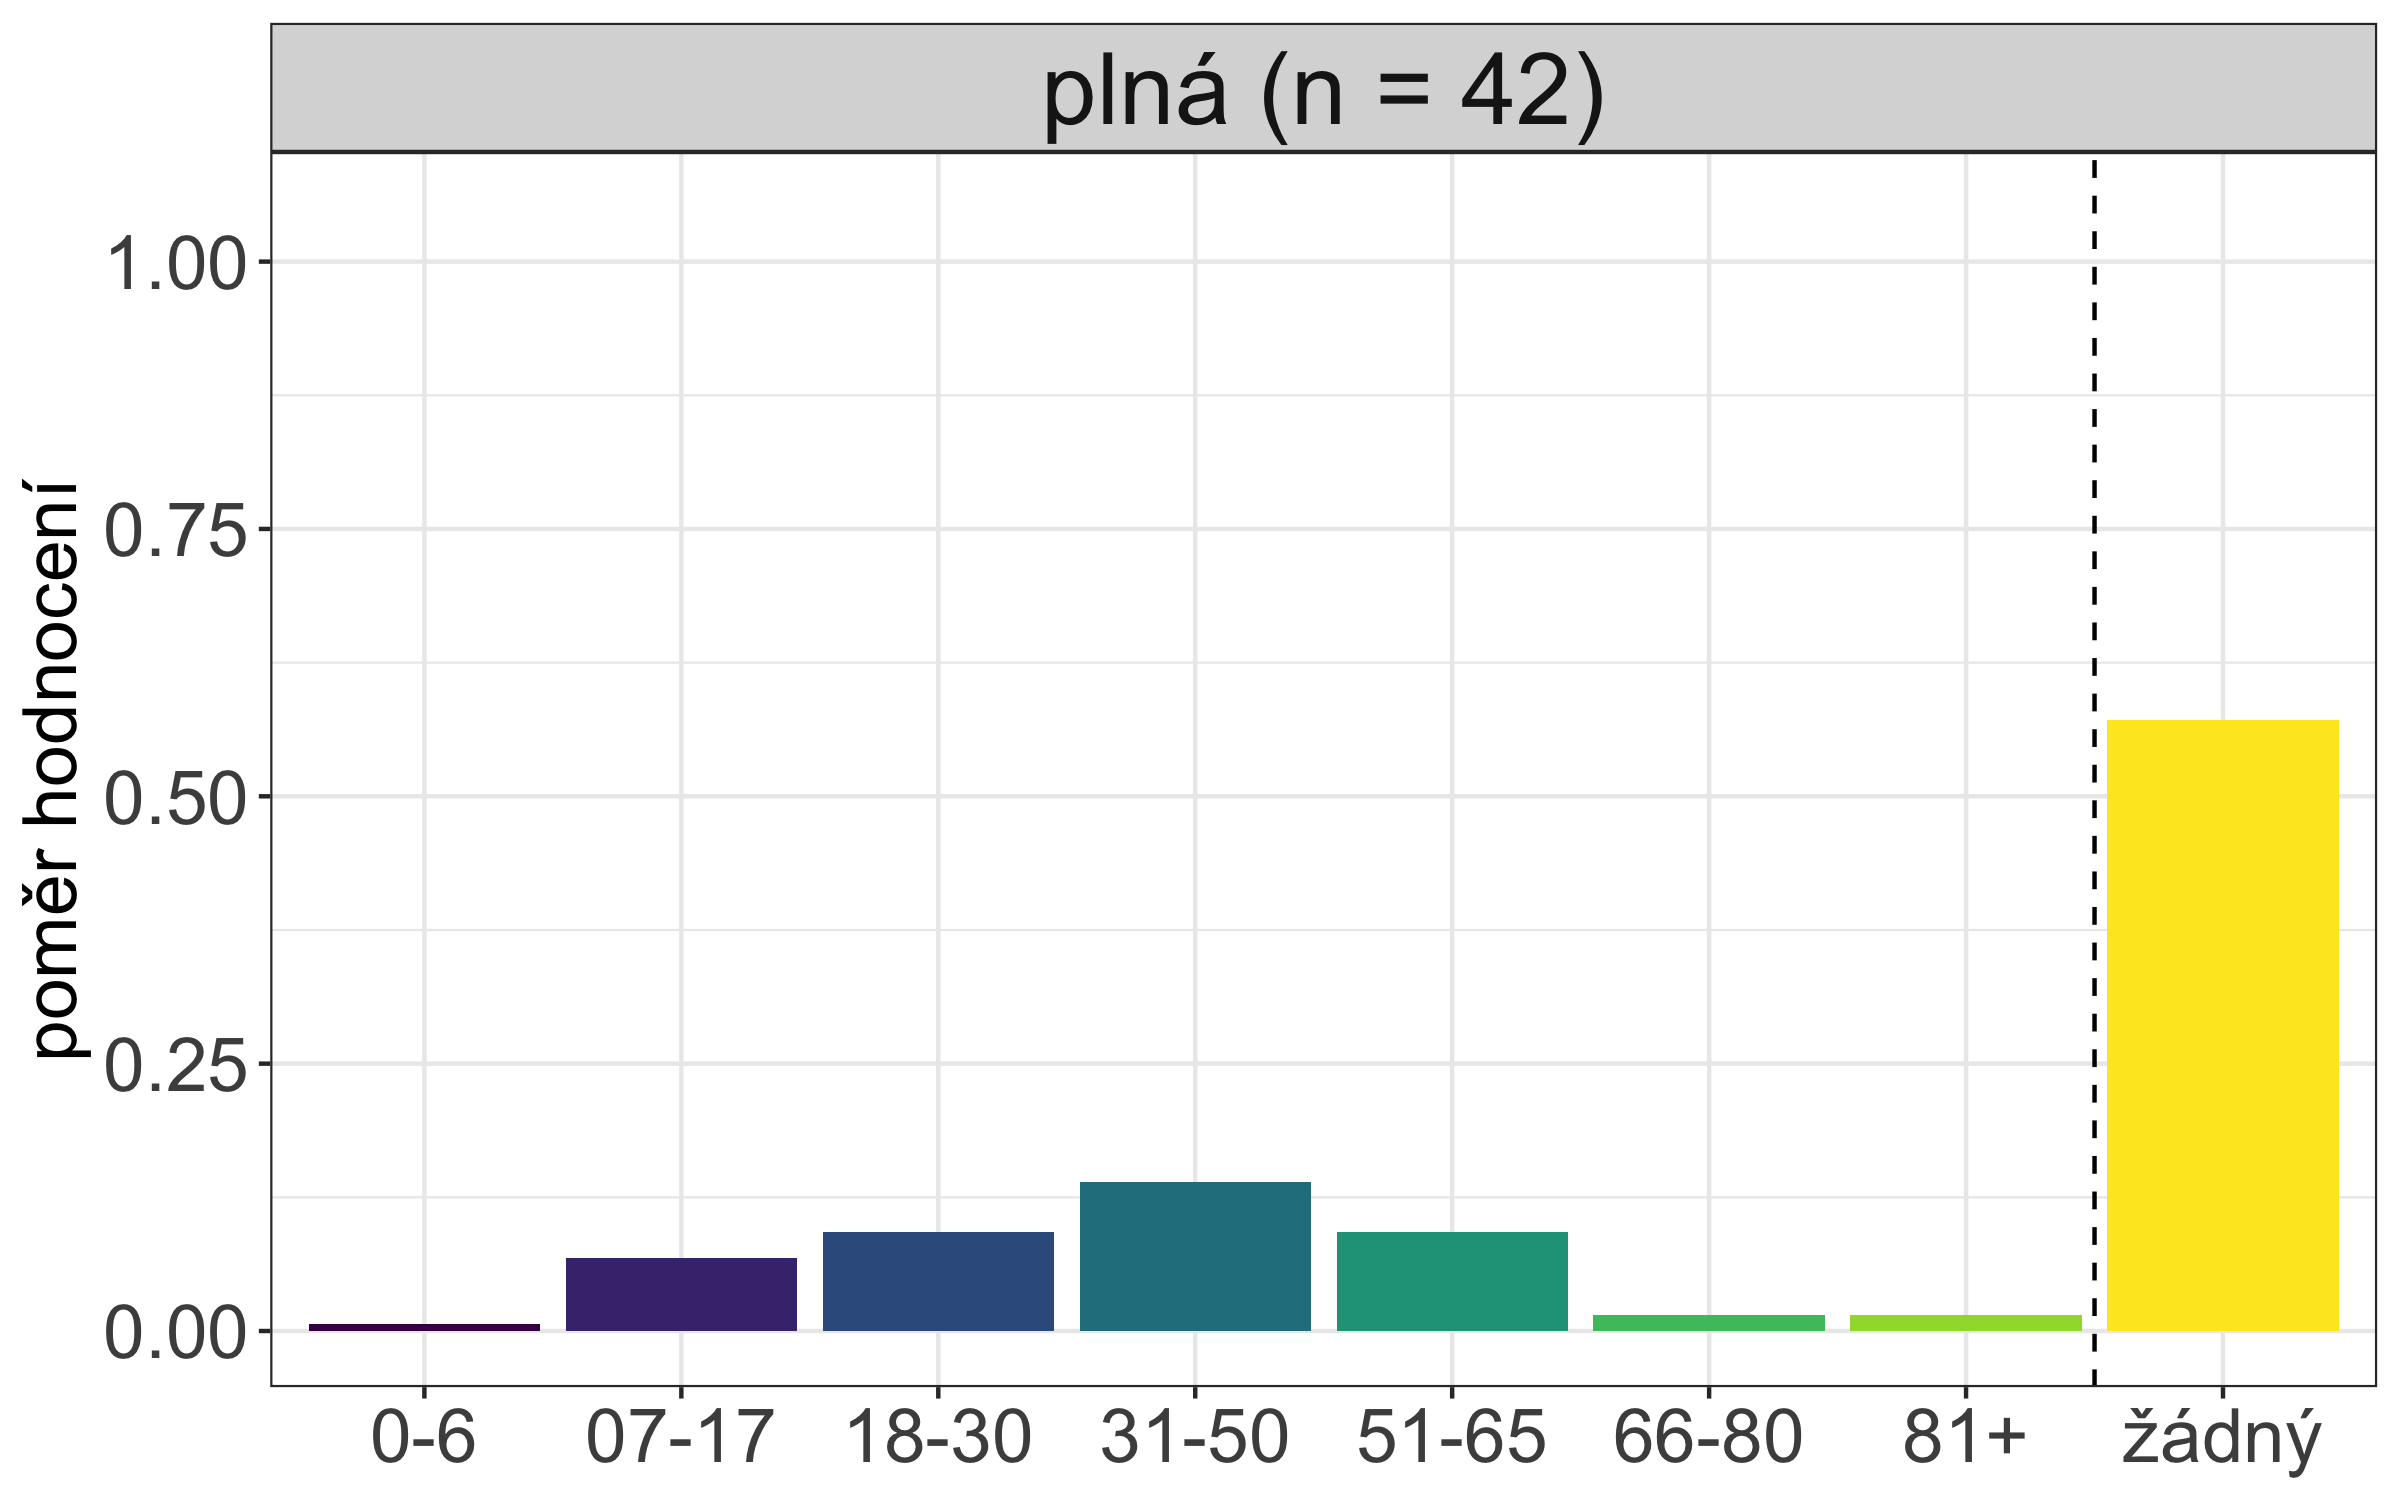 plná (n = 42)
poměr hodnocení
1.00
0.75
0.50
0.25
0.00
0-6 07-17 18-30 31-50 51-65 66-80 81+ žádný